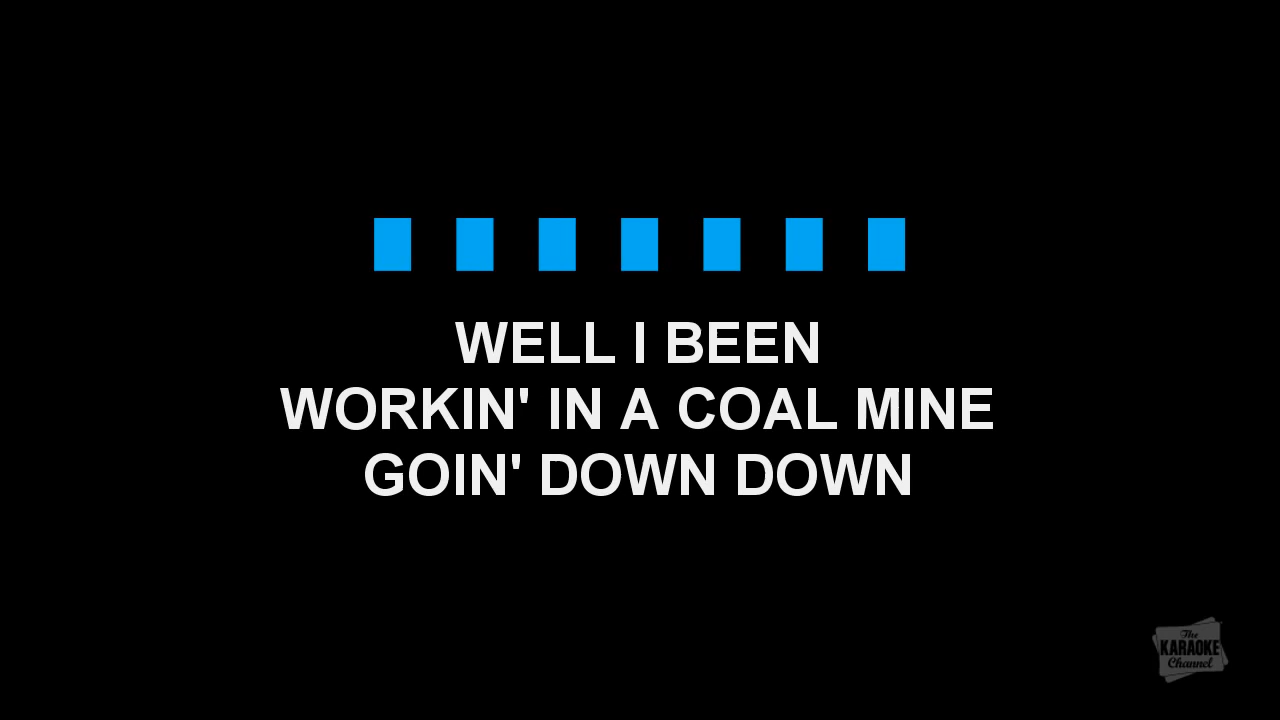 WELL I BEEN
WORKIN' IN A COAL MINE
GOIN' DOWN DOWN
The
KARAOKE
Channel